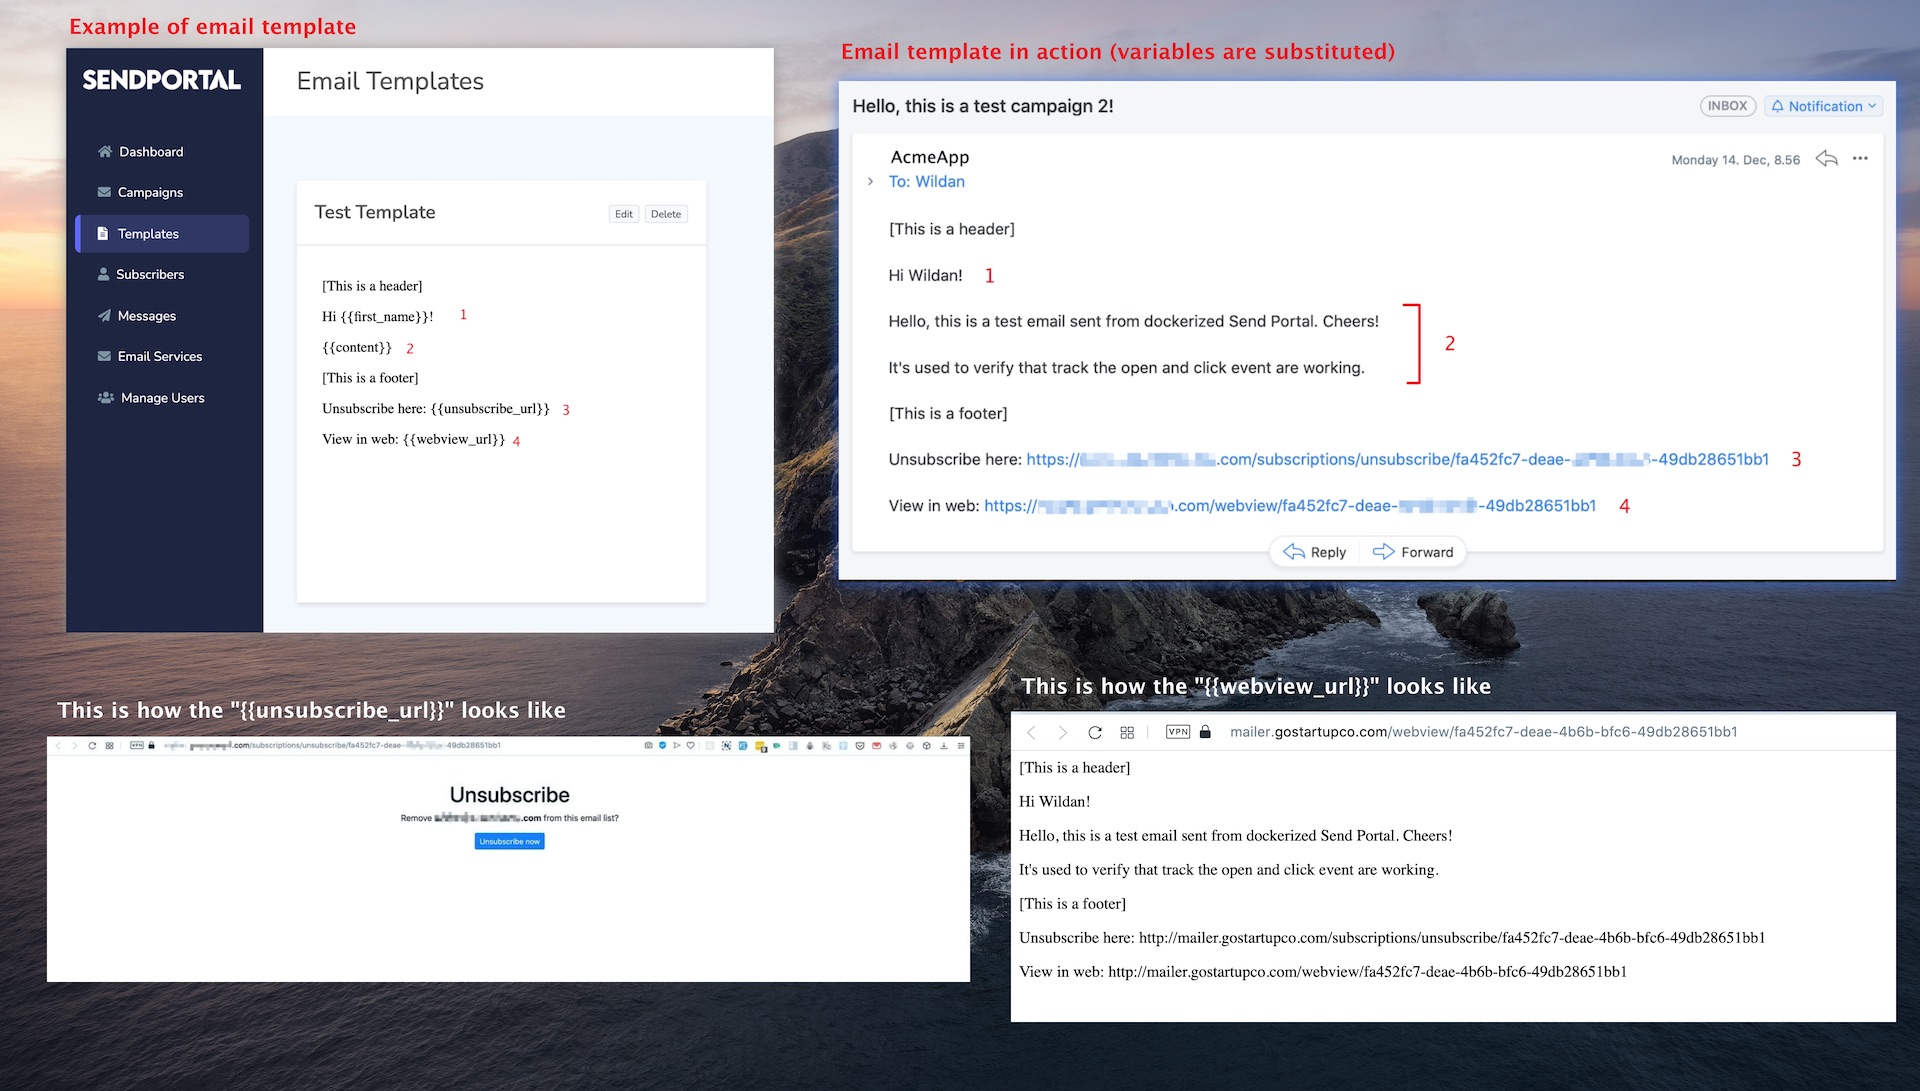 Example of email template
SENDPORTAL
Dashboard
Campaigns
Templates
Subscribers
Messages
Email Services
Manage Users
Email Templates
Test Template
Edit
Delete
[This is a header]
Hi {{first_name}}! 1
{{content}} 2
[This is a footer]
Unsubscribe here: {{unsubscribe_url}} 3
View in web: {{webview_url}} 4
Email template in action (variables are substituted)
Hello, this is a test campaign 2!
INBOX
Notification
AcmeApp
Monday 14. Dec, 8.56
To: Wildan
[This is a header]
Hi Wildan! 1
Hello, this is a test email sent from dockerized Send Portal. Cheers!
2
It's used to verify that track the open and click event are working.
[This is a footer]
Unsubscribe here: https:// .com/subscriptions/unsubscribe/fa452fc7-deae- -49db28651bb1 3
View in web: https:// .com/webview/fa452fc7-deae- -49db28651bb1 4
Reply
Forward
This is how the "{{unsubscribe_url}}" looks like
VPN
.com/subscriptions/unsubscribe/fa452fc7-deae- -49db28651bb1
Unsubscribe
Remove .com from this email list?
Unsubscribe now
This is how the "{{webview_url}}" looks like
VPN
mailer.gostartupco.com/webview/fa452fc7-deae-4b6b-bfc6-49db28651bb1
[This is a header]
Hi Wildan!
Hello, this is a test email sent from dockerized Send Portal. Cheers!
It's used to verify that track the open and click event are working.
[This is a footer]
Unsubscribe here: http://mailer.gostartupco.com/subscriptions/unsubscribe/fa452fc7-deae-4b6b-bfc6-49db28651bb1
View in web: http://mailer.gostartupco.com/webview/fa452fc7-deae-4b6b-bfc6-49db28651bb1